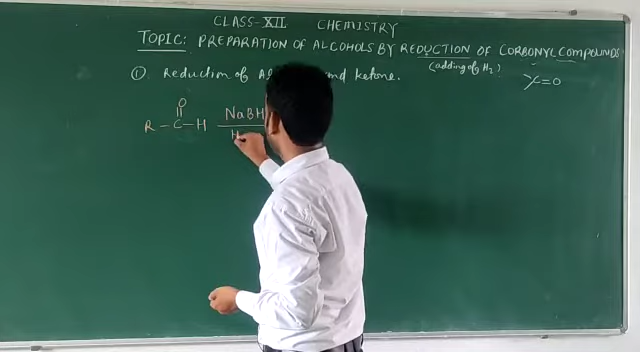 CLASS-XII CHEMISTRY
TOPIC: PREPARATION OF ALCOHOLS BY REDUCTION OF CORBONYL COMPOUNDS
(adding of H2)
① Reduction of Al and ketone.
>=O
O
||
R - C - H NaBH
H